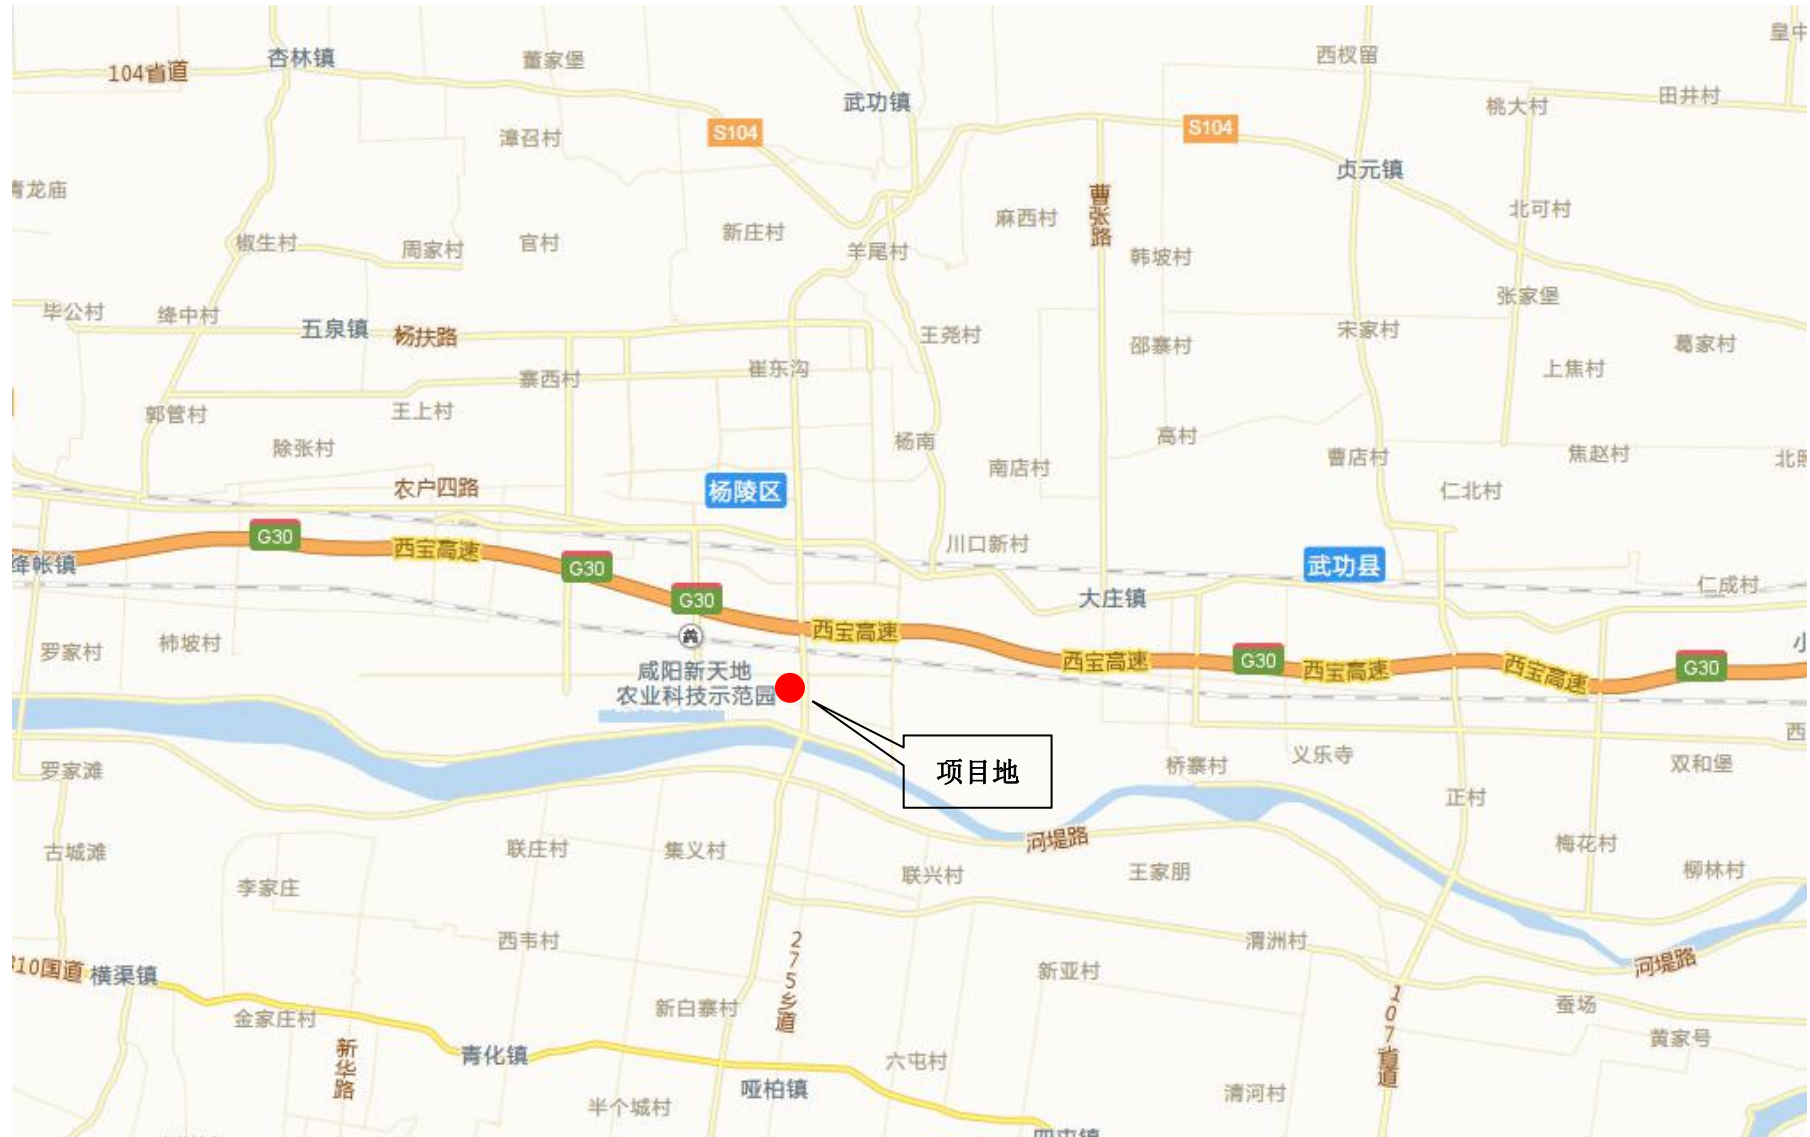 皇中
西杈留
杏林镇
董家堡
104省道
武功镇
田井村
桃大村
漳召村
S104
S104
贞元镇
青龙庙
曹张路
北可村
麻西村
新庄村
椒生村
周家村
官村
羊尾村
韩坡村
张家堡
毕公村
绛中村
五泉镇
杨扶路
王尧村
邵寨村
宋家村
葛家村
寨西村
崔东沟
上焦村
郭管村
王上村
杨南
高村
除张村
南店村
曹店村
焦赵村
农户四路
杨陵区
仁北村
G30
西宝高速
川口新村
绛帐镇
G30
武功县
仁成村
G30
大庄镇
西宝高速
罗家村
柿坡村
西宝高速
G30
西宝高速
西宝高速
G30
小
咸阳新天地
农业科技示范园
西
项目地
罗家滩
桥寨村
义乐寺
双和堡
正村
古城滩
联庄村
集义村
河堤路
梅花村
李家庄
联兴村
王家朋
柳林村
西韦村
275乡道
渭洲村
310国道
横渠镇
新亚村
河堤路
金家庄村
新白寨村
107省道
蚕场
新华路
青化镇
六屯村
黄家号
半个城村
哑柏镇
清河村